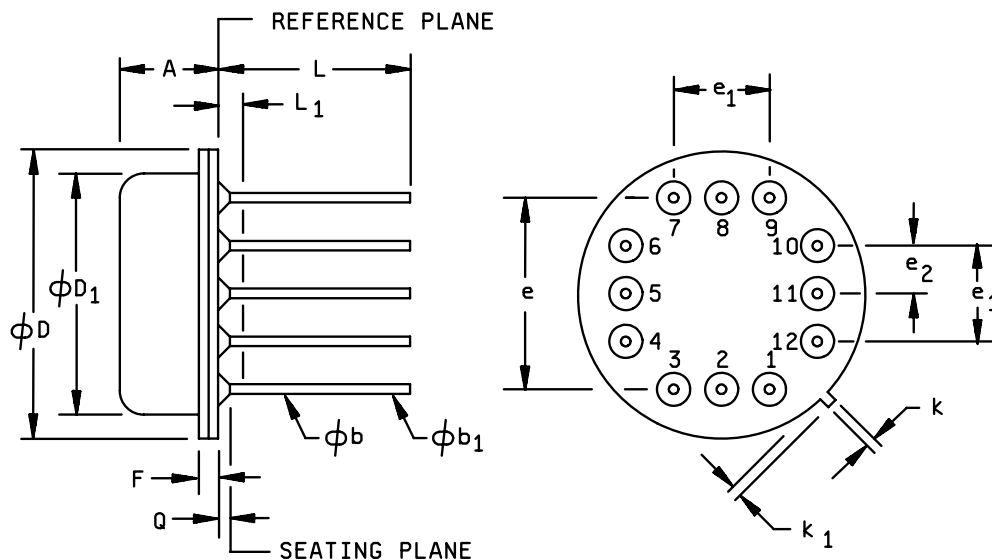 REFERENCE PLANE
A
L
L1
e1
ϕD1
ϕD
e
7 8 9
6 10
5 11
4 12
3 2 1
e2
e1
ϕb
ϕb1
k
F
Q
k1
SEATING PLANE